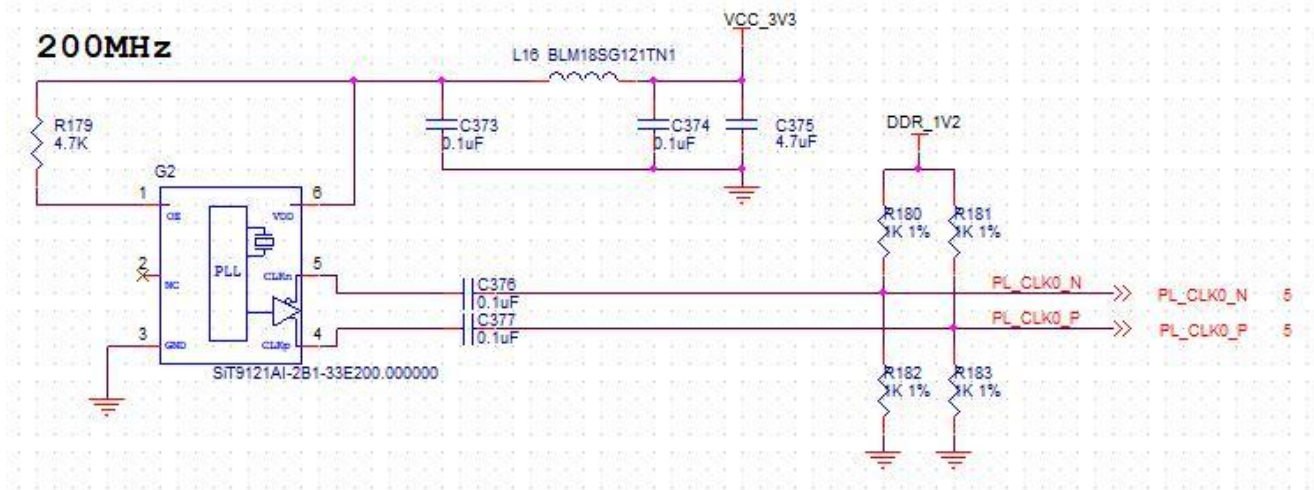 200MHz
VCC_3V3
L16 BLM18SG121TN1
R179
4.7K
C373
0.1uF
C374
0.1uF
C375
4.7uF
DDR_1V2
G2
1
6
OE
VDD
R180
1K 1%
R181
1K 1%
2
NC
PLL
CLKn
5
C376
0.1uF
PL_CLK0_N
PL_CLK0_N 5
3
GND
CLKp
4
C377
0.1uF
PL_CLK0_P
PL_CLK0_P 5
SiT9121AI-2B1-33E200.000000
R182
1K 1%
R183
1K 1%